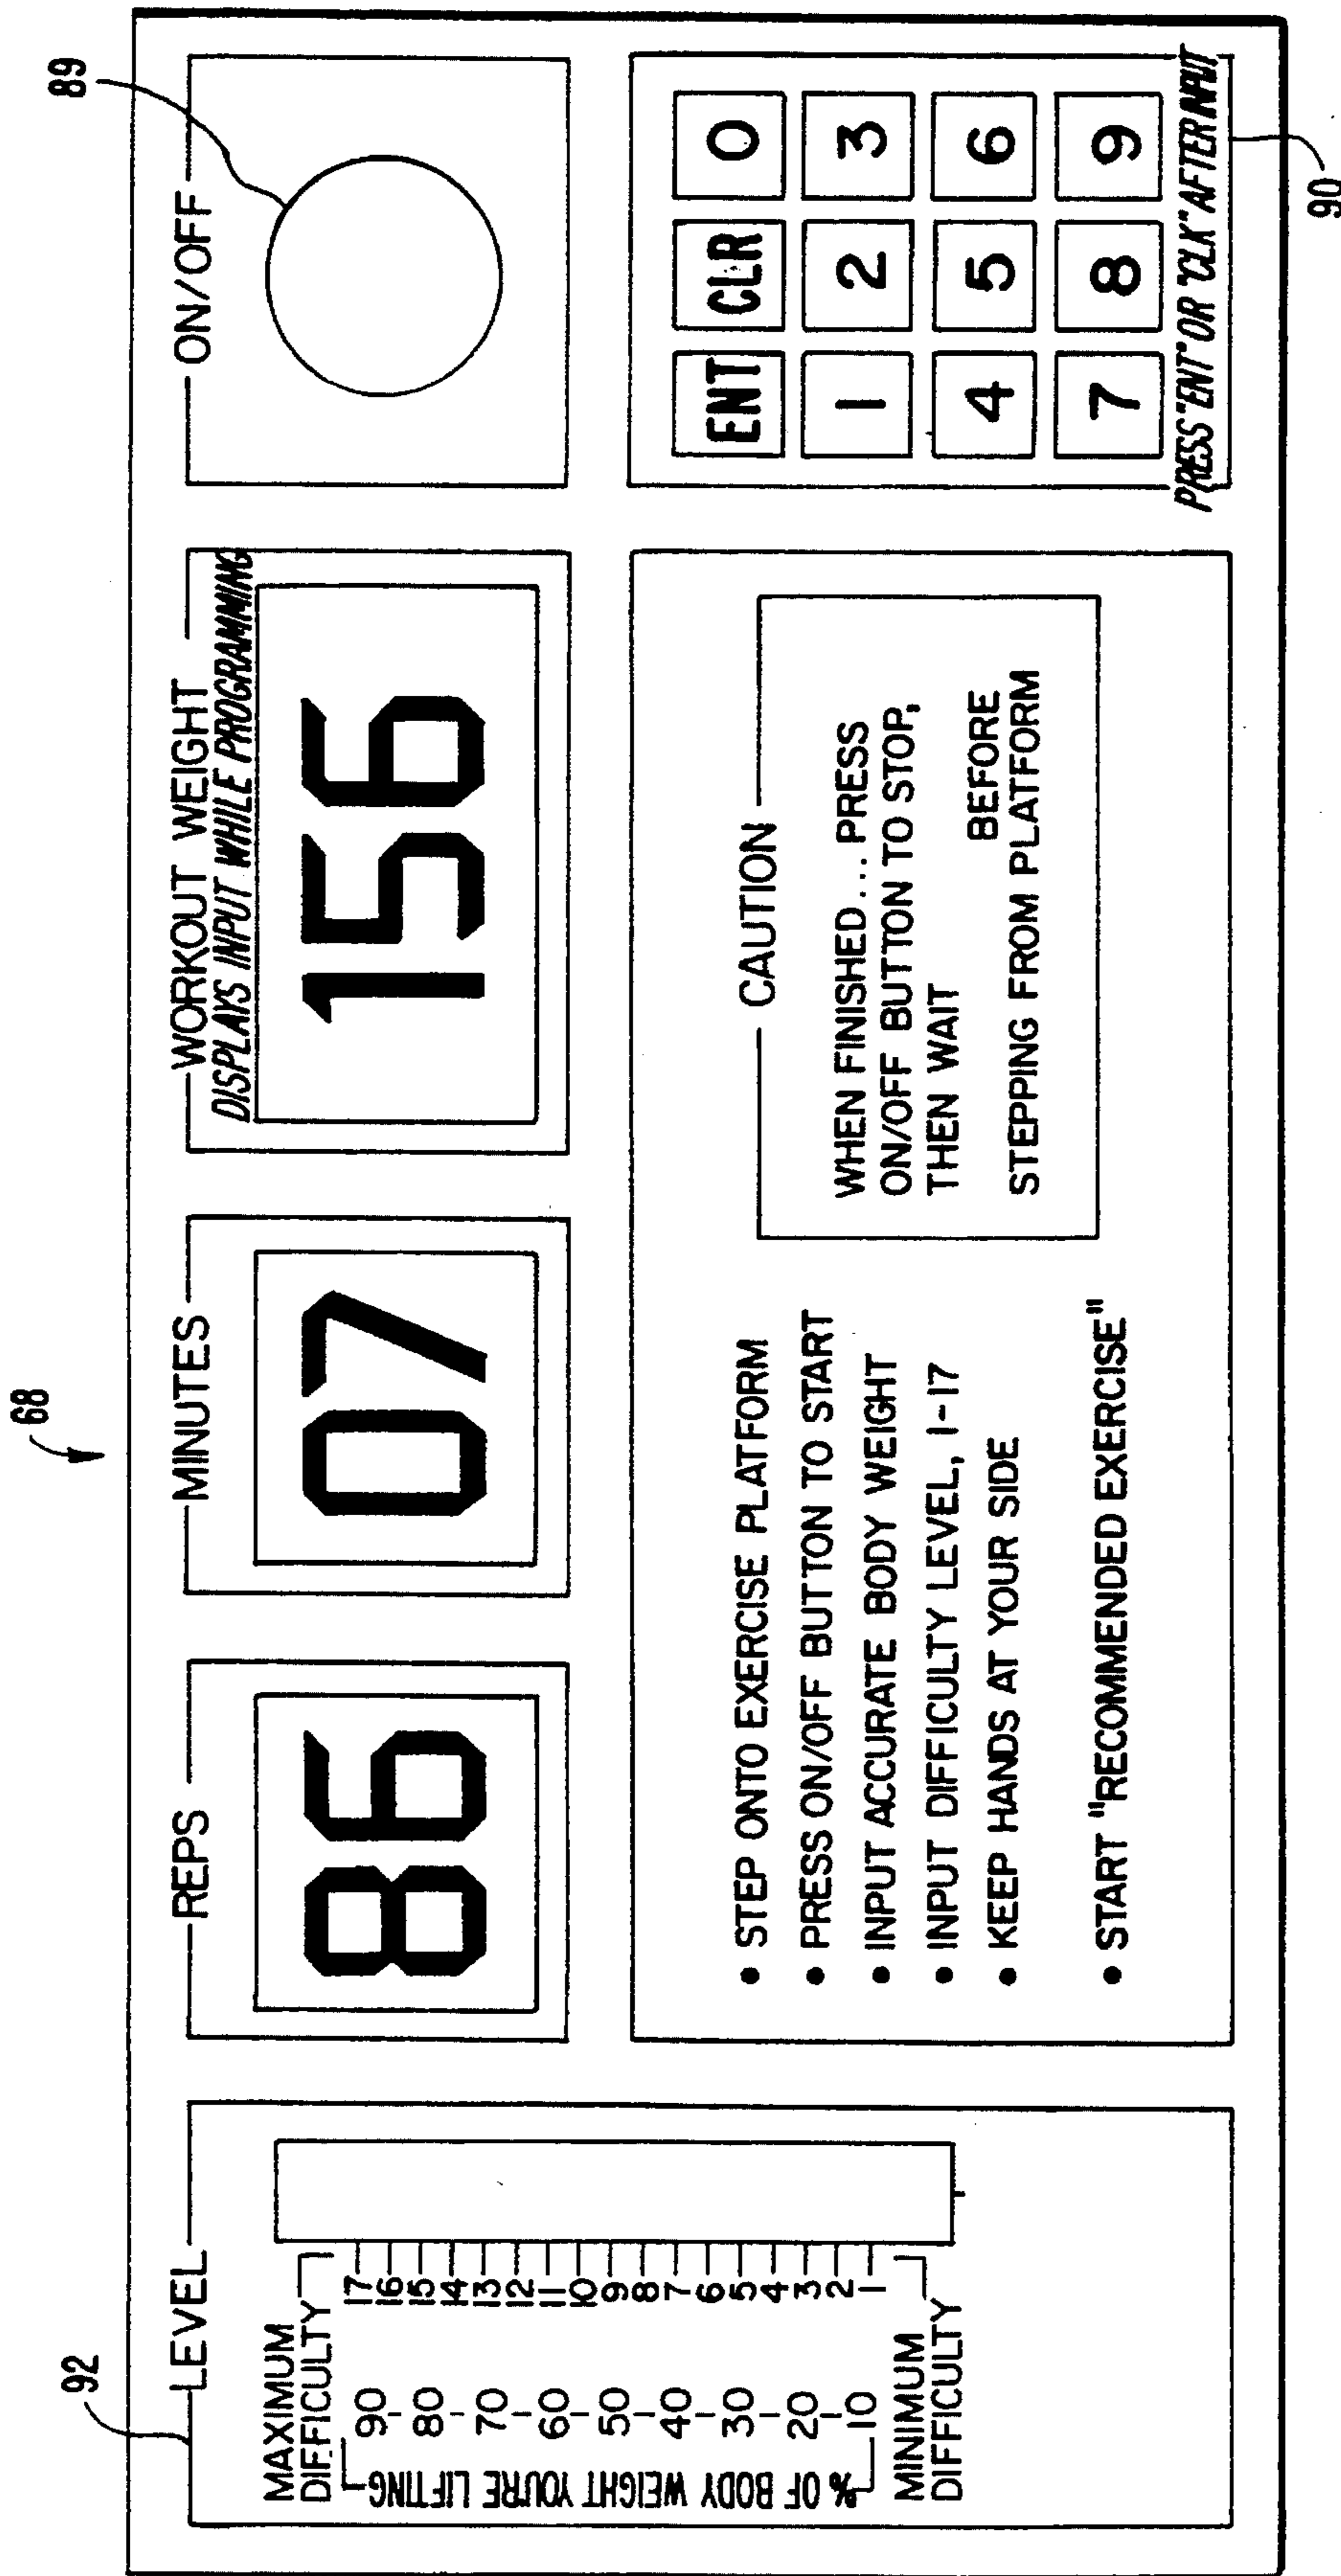 68
92
LEVEL
MAXIMUM
DIFFICULTY
% OF BODY WEIGHT YOU'RE LIFTING
90
80
70
60
50
40
30
20
10
17
16
15
14
13
12
11
10
9
8
7
6
5
4
3
2
1
MINIMUM
DIFFICULTY
REPS
86
MINUTES
07
WORKOUT WEIGHT
DISPLAYS INPUT WHILE PROGRAMMING
156
ON/OFF
89
• STEP ONTO EXERCISE PLATFORM
• PRESS ON/OFF BUTTON TO START
• INPUT ACCURATE BODY WEIGHT
• INPUT DIFFICULTY LEVEL, 1-17
• KEEP HANDS AT YOUR SIDE
• START "RECOMMENDED EXERCISE"
CAUTION
WHEN FINISHED...PRESS
ON/OFF BUTTON TO STOP,
THEN WAIT
BEFORE
STEPPING FROM PLATFORM
ENT CLR 0
1 2 3
4 5 6
7 8 9
PRESS "ENT" OR "CLK" AFTER INPUT
90